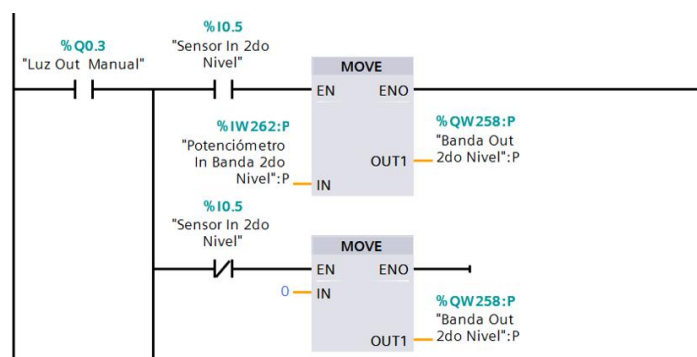 %Q0.3
"Luz Out Manual"
%I0.5
"Sensor In 2do
Nivel"
MOVE
EN
ENO
%IW262:P
"Potenciómetro
In Banda 2do
Nivel":P
IN
OUT1
%QW258:P
"Banda Out
2do Nivel":P
%I0.5
"Sensor In 2do
Nivel"
MOVE
EN
ENO
0
IN
OUT1
%QW258:P
"Banda Out
2do Nivel":P